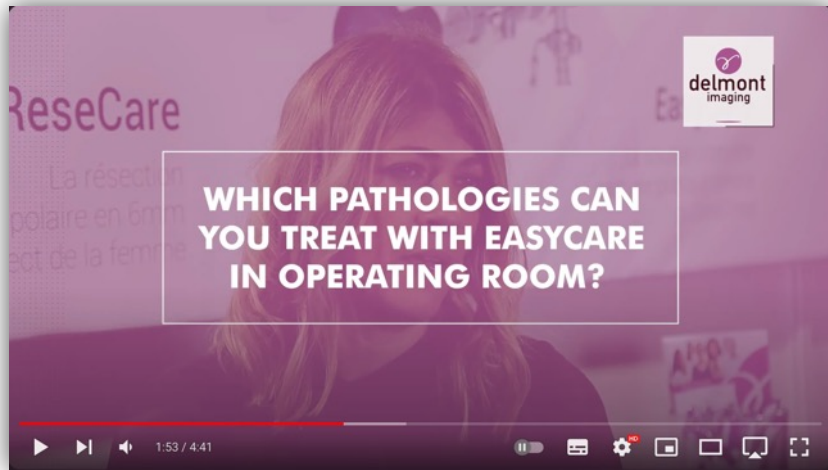 delmont
imaging
ReseCare
La résection
polaire en 6mm
ect de la femme
WHICH PATHOLOGIES CAN
YOU TREAT WITH EASYCARE
IN OPERATING ROOM?
1:53 / 4:41
HD